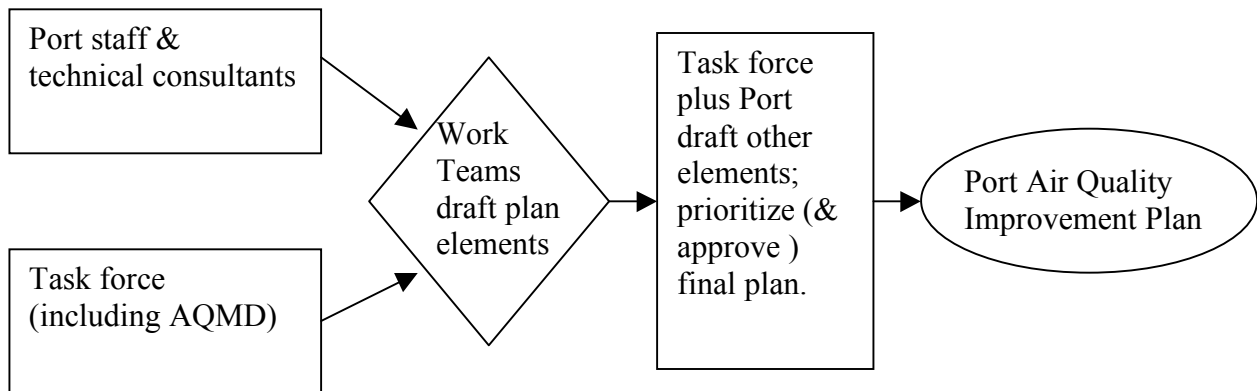 Port staff &
technical consultants
Task force
(including AQMD)
Work
Teams
draft plan
elements
Task force
plus Port
draft other
elements;
prioritize (&
approve )
final plan.
Port Air Quality
Improvement Plan